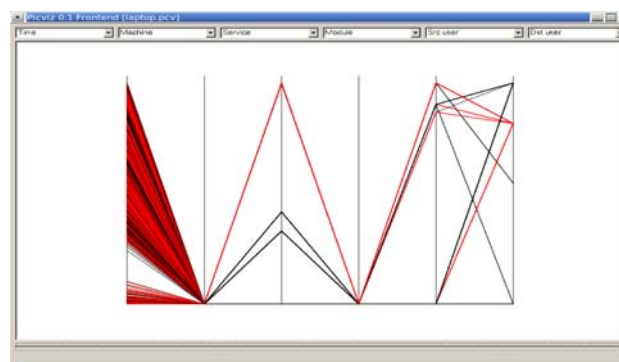 Picviz 0.1 Frontend [laptop.pcv]
Time Machine Service Module Src user Dst user